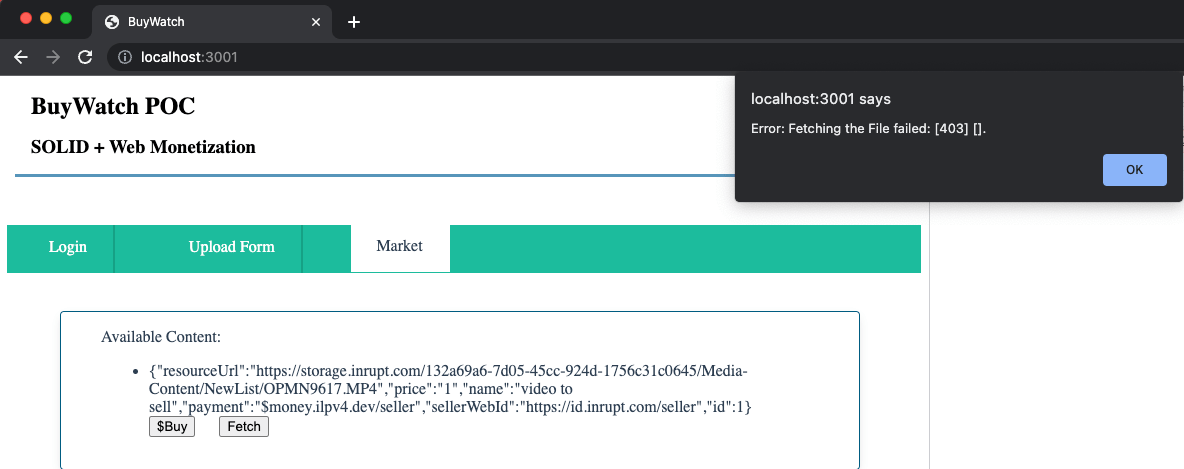 BuyWatch
localhost:3001
BuyWatch POC
SOLID + Web Monetization
localhost:3001 says
Error: Fetching the File failed: [403] [].
OK
Login
Upload Form
Market
Available Content:
{"resourceUrl":"https://storage.inrupt.com/132a69a6-7d05-45cc-924d-1756c31c0645/Media-
Content/NewList/OPMN9617.MP4","price":"1","name":"video to
sell","payment":"$money.ilpv4.dev/seller","sellerWebId":"https://id.inrupt.com/seller","id":1}
$Buy
Fetch